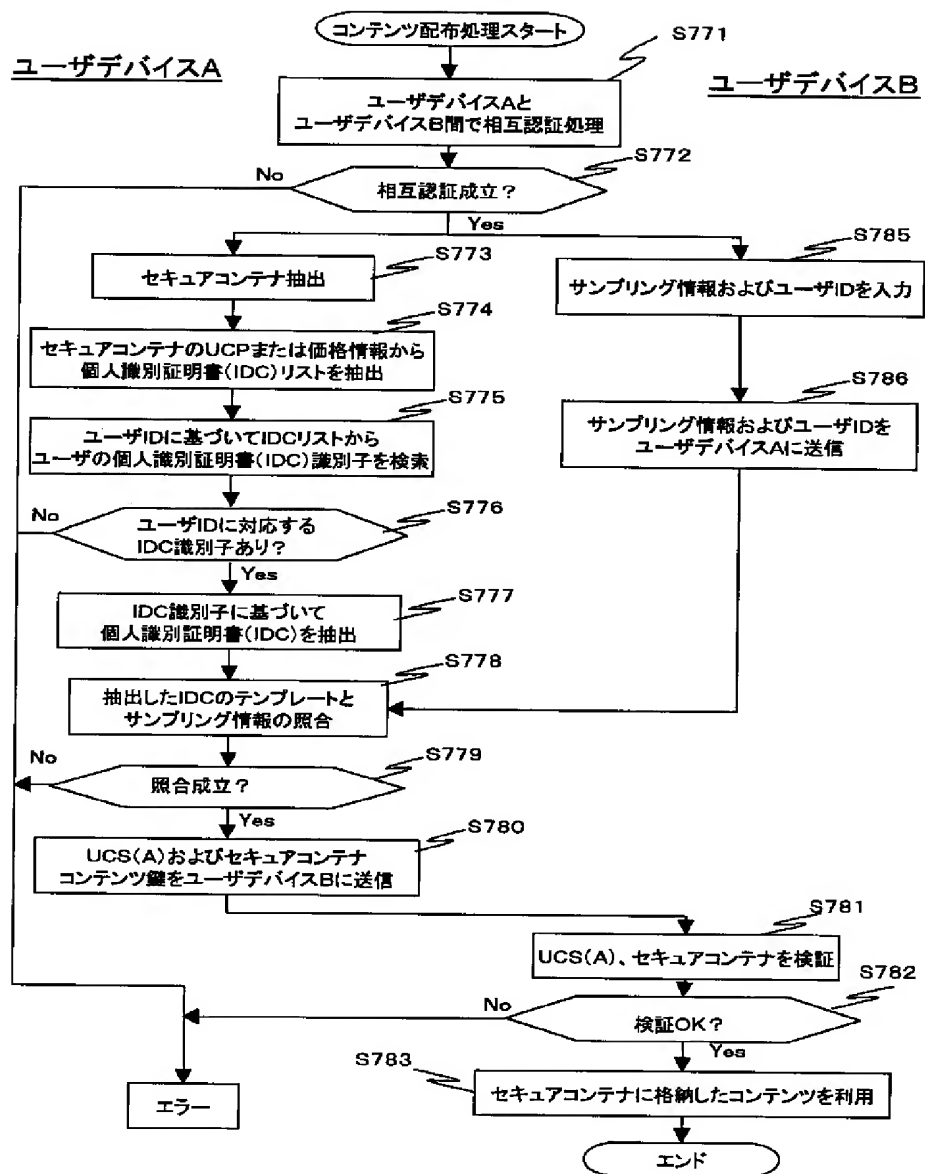 コンテンツ配布処理スタート
S771
ユーザデバイスA
ユーザデバイスB
ユーザデバイスAと
ユーザデバイスB間で相互認証処理
S772
No
相互認証成立？
Yes
S773
セキュアコンテナ抽出
S785
サンプリング情報およびユーザIDを入力
S774
セキュアコンテナのUCPまたは価格情報から
個人識別証明書(IDC)リストを抽出
S786
サンプリング情報およびユーザIDを
ユーザデバイスAに送信
S775
ユーザIDに基づいてIDCリストから
ユーザの個人識別証明書(IDC)識別子を検索
S776
No
ユーザIDに対応する
IDC識別子あり？
Yes
S777
IDC識別子に基づいて
個人識別証明書(IDC)を抽出
S778
抽出したIDCのテンプレートと
サンプリング情報の照合
S779
No
照合成立？
Yes
S780
UCS(A)およびセキュアコンテナ
コンテンツ鍵をユーザデバイスBに送信
S781
UCS(A)、セキュアコンテナを検証
S782
No
検証OK？
Yes
S783
セキュアコンテナに格納したコンテンツを利用
エラー
エンド